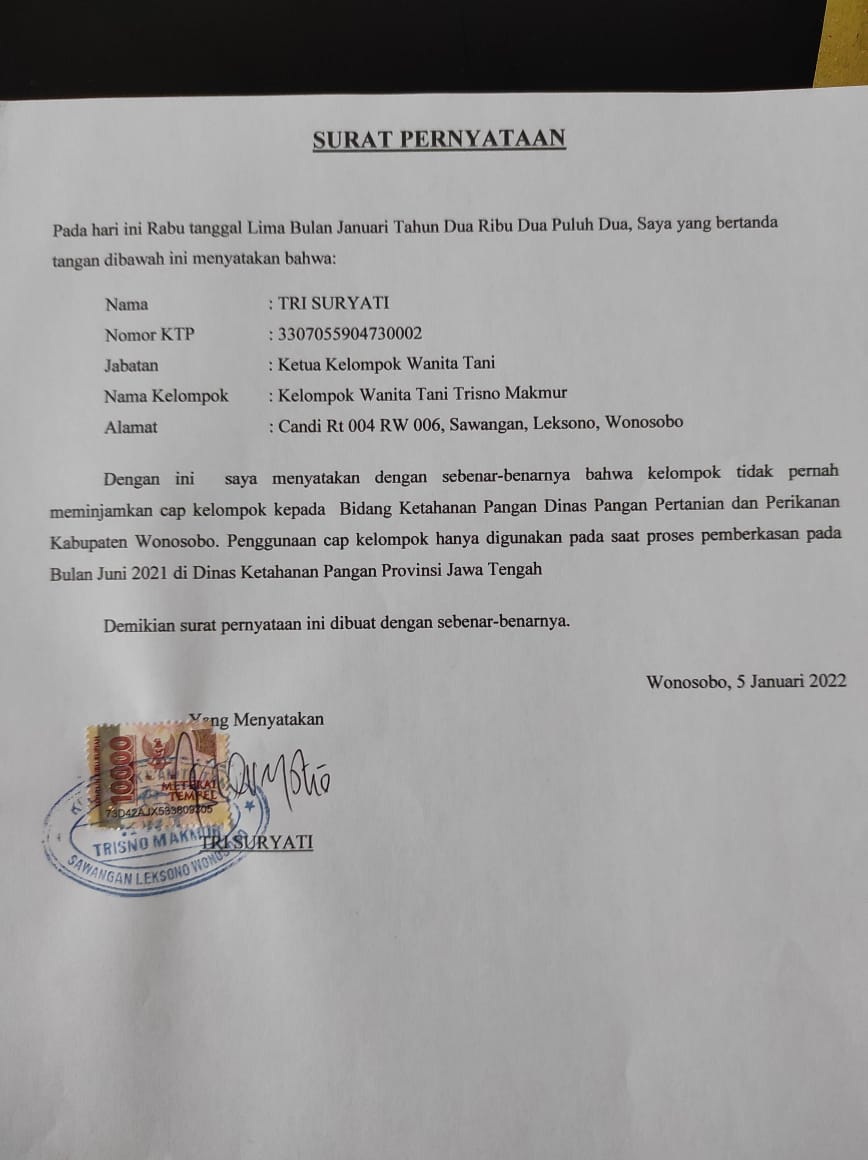 SURAT PERNYATAAN
Pada hari ini Rabu tanggal Lima Bulan Januari Tahun Dua Ribu Dua Puluh Dua, Saya yang bertanda
tangan dibawah ini menyatakan bahwa:
Nama : TRI SURYATI
Nomor KTP : 3307055904730002
Jabatan : Ketua Kelompok Wanita Tani
Nama Kelompok : Kelompok Wanita Tani Trisno Makmur
Alamat : Candi Rt 004 RW 006, Sawangan, Leksono, Wonosobo
Dengan ini saya menyatakan dengan sebenar-benarnya bahwa kelompok tidak pernah
meminjamkan cap kelompok kepada Bidang Ketahanan Pangan Dinas Pangan Pertanian dan Perikanan
Kabupaten Wonosobo. Penggunaan cap kelompok hanya digunakan pada saat proses pemberkasan pada
Bulan Juni 2021 di Dinas Ketahanan Pangan Provinsi Jawa Tengah
Demikian surat pernyataan ini dibuat dengan sebenar-benarnya.
Wonosobo, 5 Januari 2022
Yang Menyatakan
10000
METERAI
TEMPEL
TRISNO MAKMUR
TRI SURYATI
SAWANGAN LEKSONO WONOSOBO